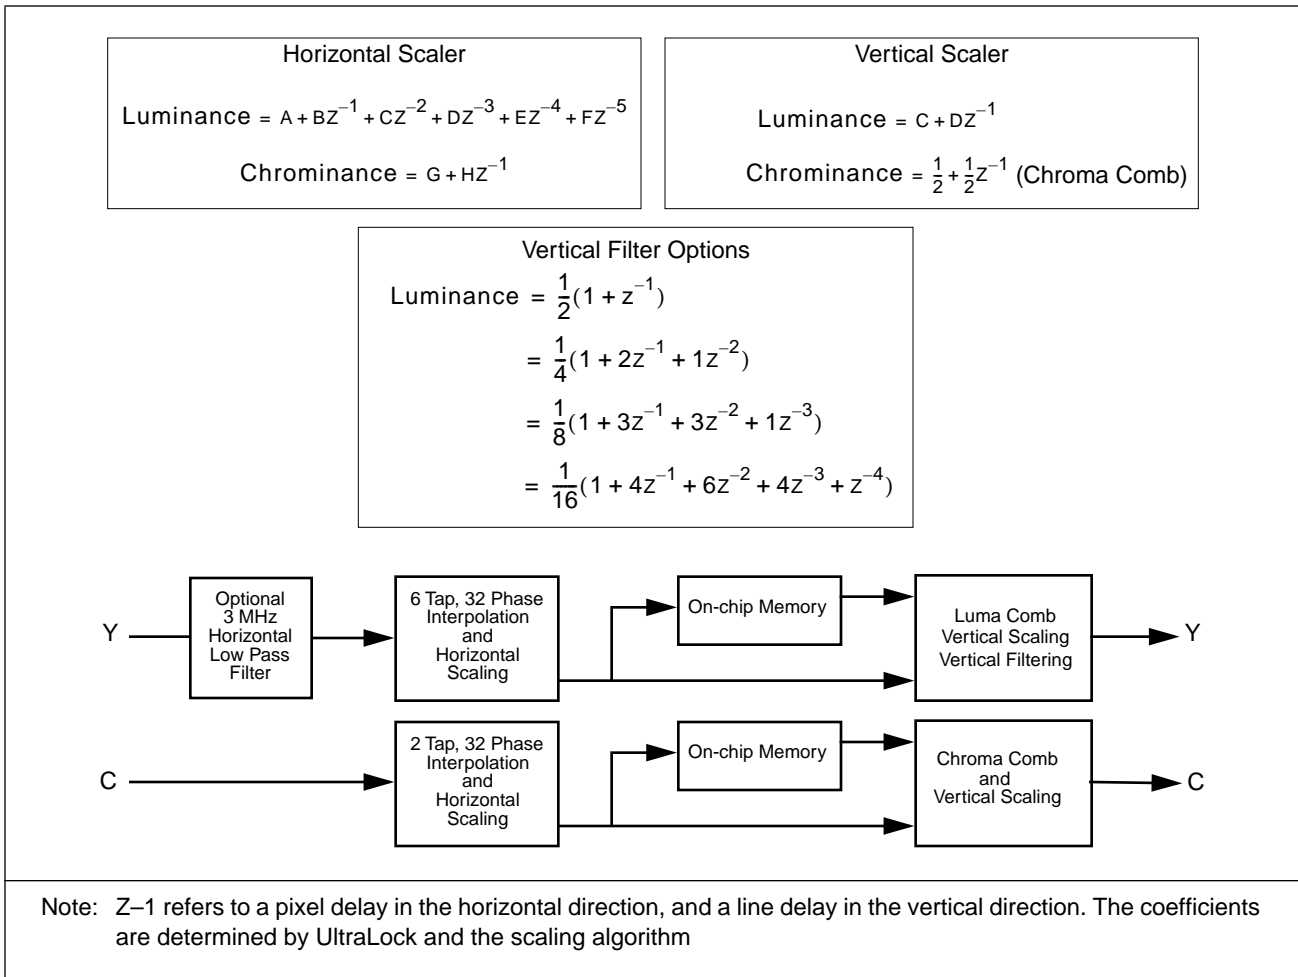 Horizontal Scaler
Luminance = A + BZ⁻¹ + CZ⁻² + DZ⁻³ + EZ⁻⁴ + FZ⁻⁵
Chrominance = G + HZ⁻¹
Vertical Scaler
Luminance = C + DZ⁻¹
Chrominance = 1/2 + 1/2 Z⁻¹ (Chroma Comb)
Vertical Filter Options
Luminance = 1/2 (1 + z⁻¹)
= 1/4 (1 + 2z⁻¹ + 1z⁻²)
= 1/8 (1 + 3z⁻¹ + 3z⁻² + 1z⁻³)
= 1/16 (1 + 4z⁻¹ + 6z⁻² + 4z⁻³ + z⁻⁴)
Y
Optional
3 MHz
Horizontal
Low Pass
Filter
6 Tap, 32 Phase
Interpolation
and
Horizontal
Scaling
On-chip Memory
Luma Comb
Vertical Scaling
Vertical Filtering
Y
C
2 Tap, 32 Phase
Interpolation
and
Horizontal
Scaling
On-chip Memory
Chroma Comb
and
Vertical Scaling
C
Note: Z–1 refers to a pixel delay in the horizontal direction, and a line delay in the vertical direction. The coefficients
are determined by UltraLock and the scaling algorithm